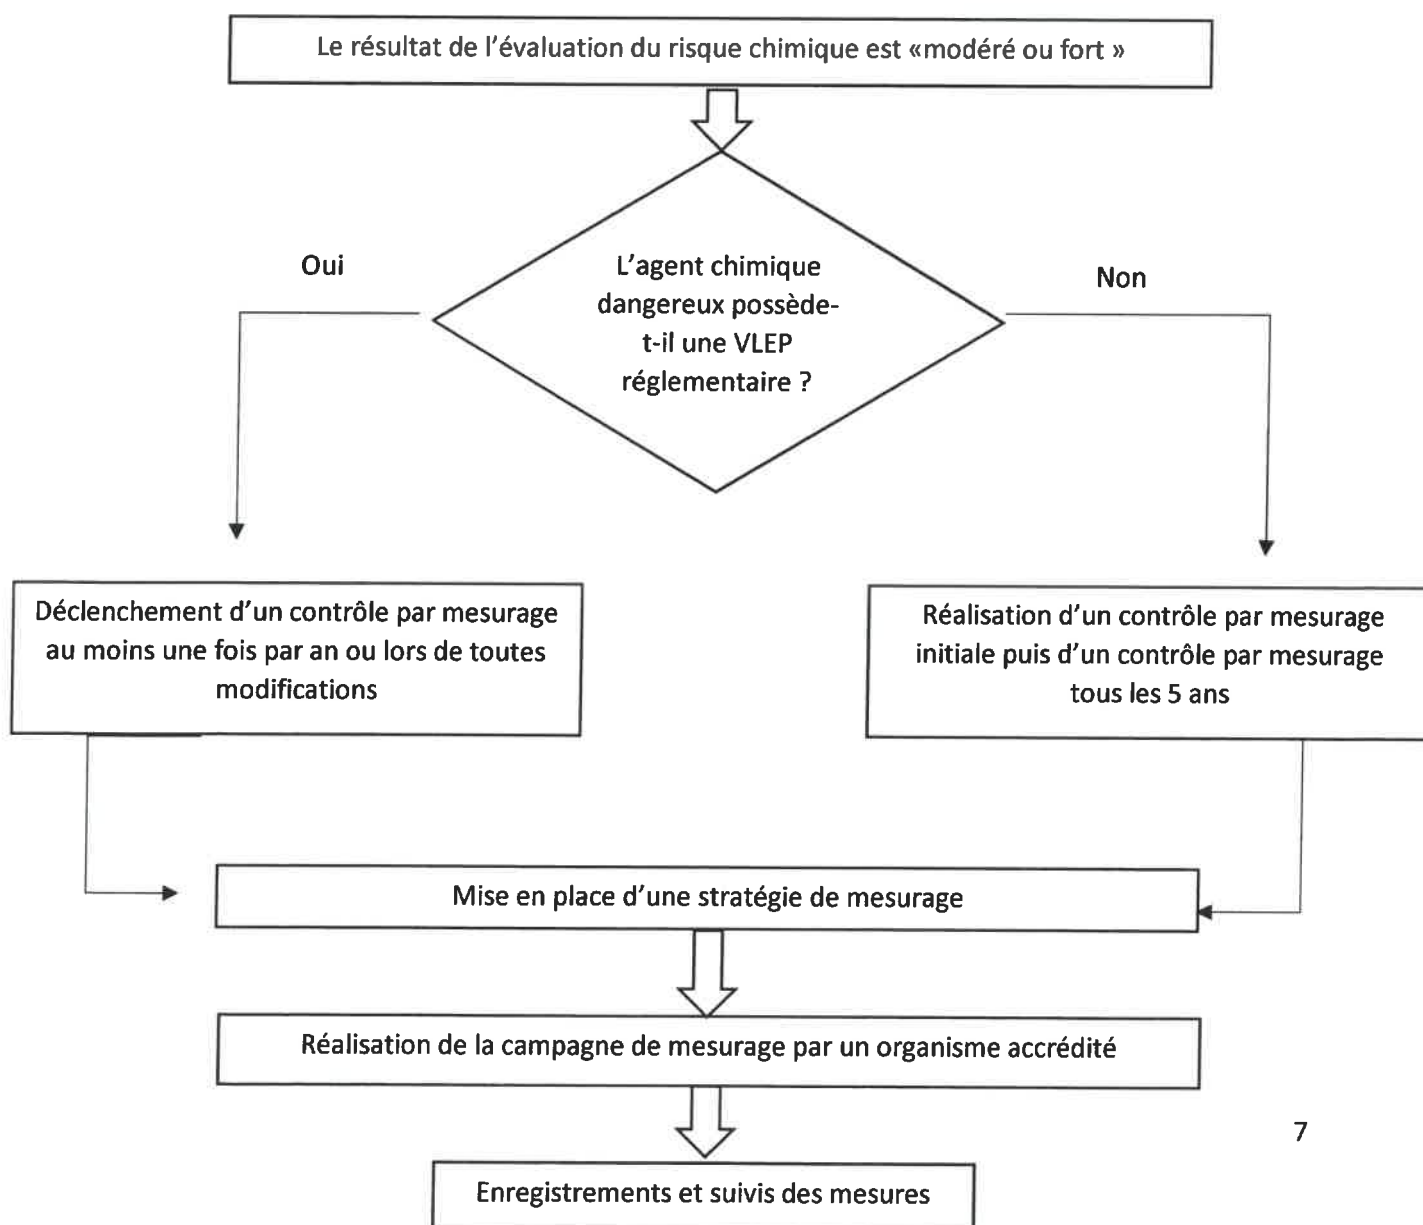 Le résultat de l'évaluation du risque chimique est «modéré ou fort »
Oui
L'agent chimique
dangereux possède-
t-il une VLEP
réglementaire ?
Non
Déclenchement d'un contrôle par mesurage
au moins une fois par an ou lors de toutes
modifications
Réalisation d'un contrôle par mesurage
initiale puis d'un contrôle par mesurage
tous les 5 ans
Mise en place d'une stratégie de mesurage
Réalisation de la campagne de mesurage par un organisme accrédité
7
Enregistrements et suivis des mesures